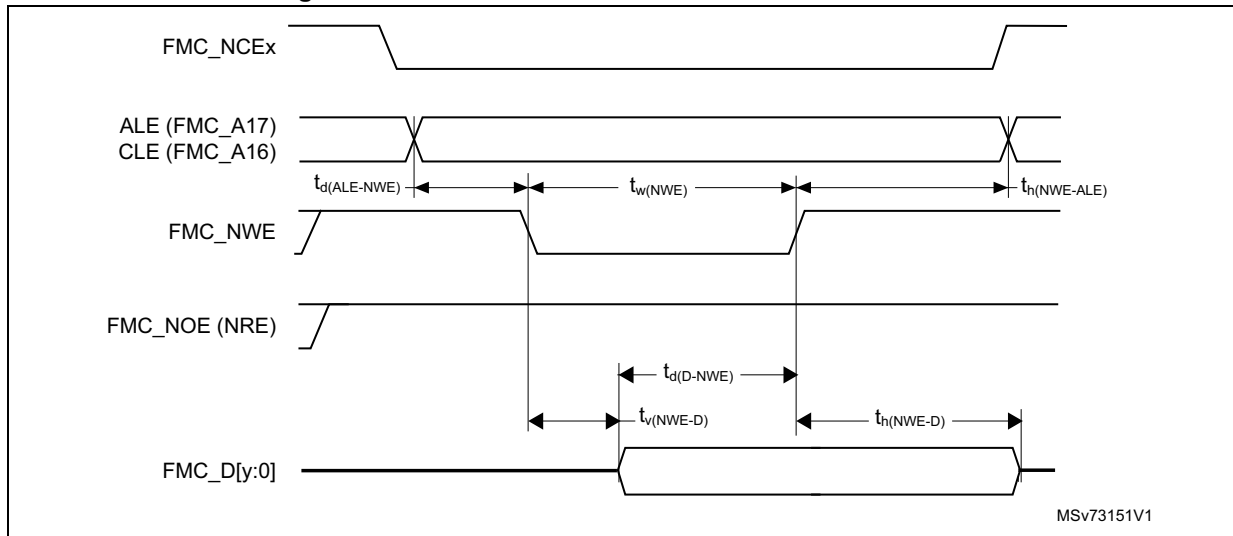 FMC_NCEx
ALE (FMC_A17)
CLE (FMC_A16)
td(ALE-NWE)
tw(NWE)
th(NWE-ALE)
FMC_NWE
FMC_NOE (NRE)
td(D-NWE)
tv(NWE-D)
th(NWE-D)
FMC_D[y:0]
MSv73151V1